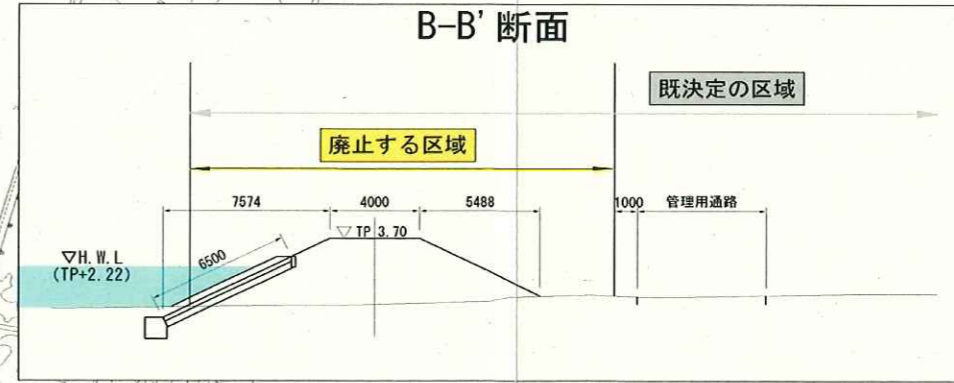 B-B' 断面
既決定の区域
廃止する区域
7574
4000
5488
1000
管理用通路
▽ TP 3.70
6500
▽H.W.L
(TP+2.22)